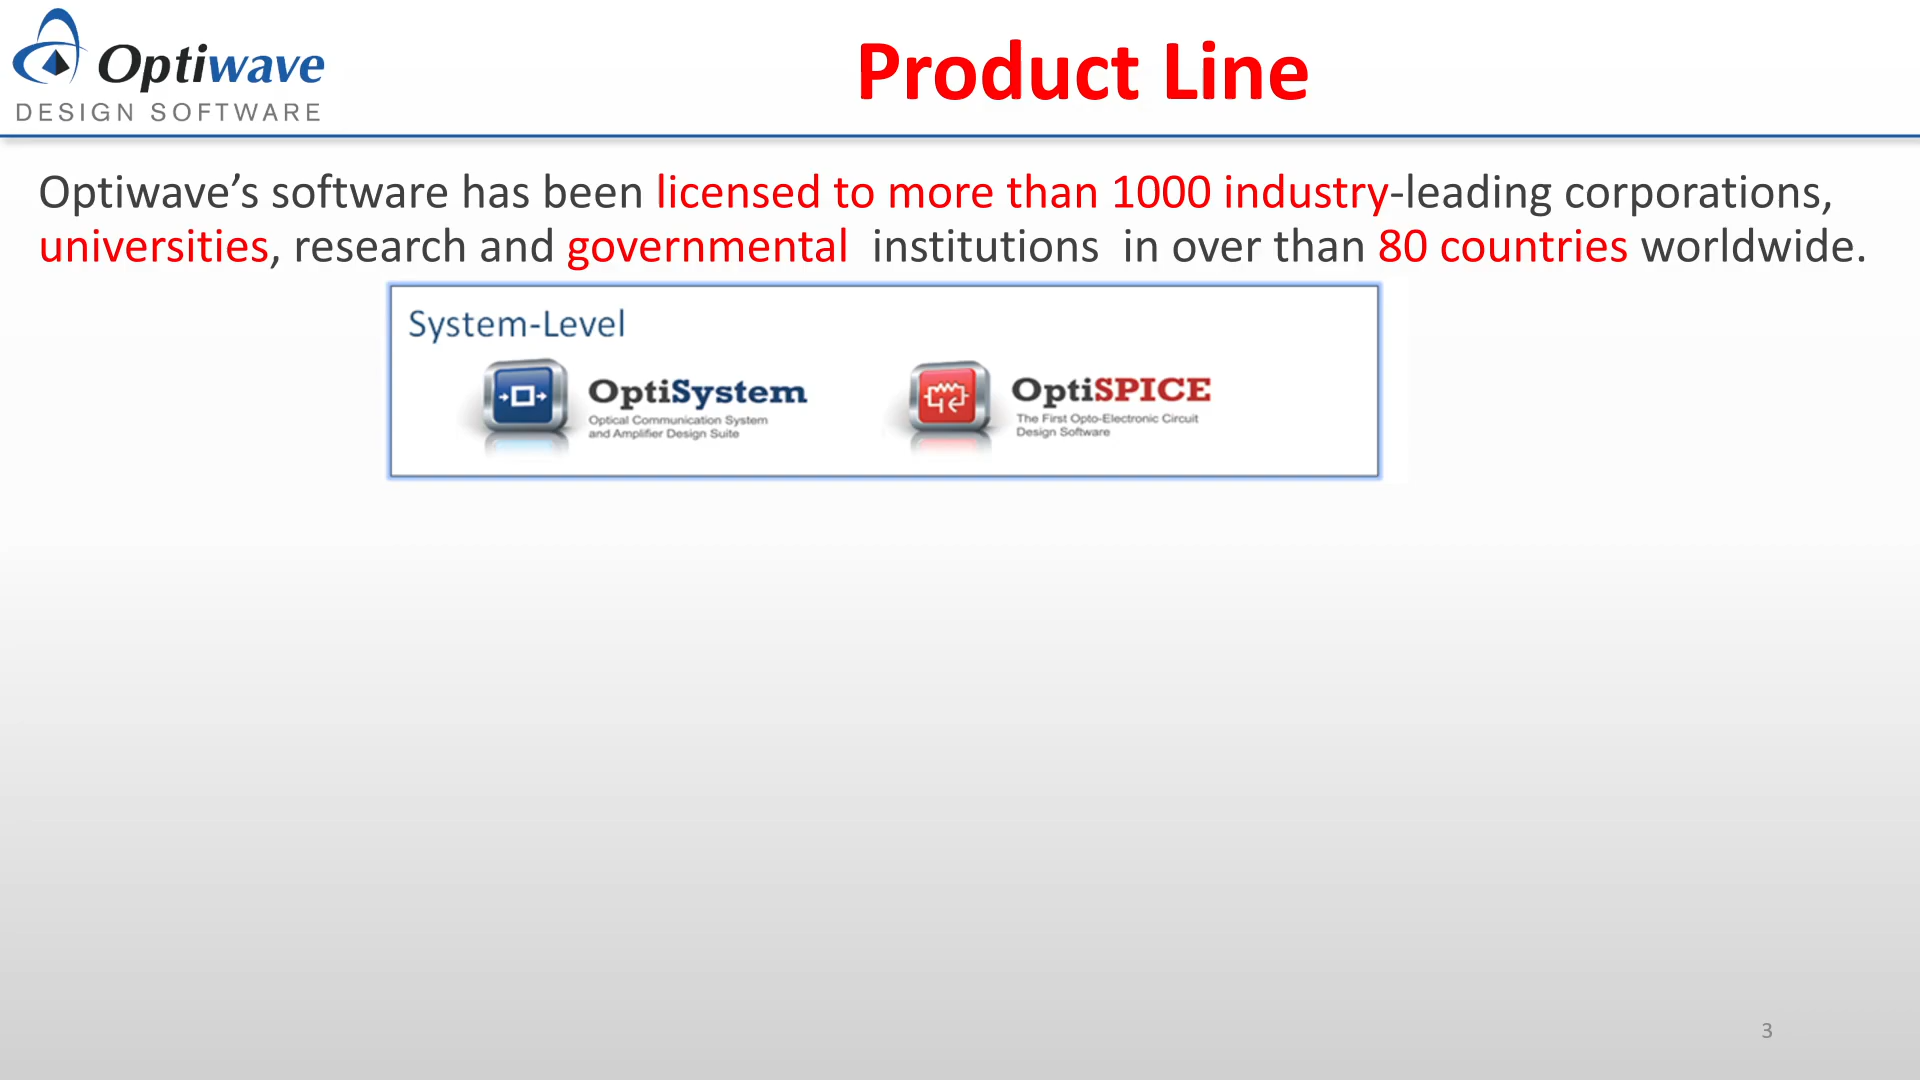 Optiwave
DESIGN SOFTWARE
Product Line
Optiwave’s software has been licensed to more than 1000 industry-leading corporations,
universities, research and governmental institutions in over than 80 countries worldwide.
System-Level
OptiSystem
Optical Communication System
and Amplifier Design Suite
OptiSPICE
The First Opto-Electronic Circuit
Design Software
3